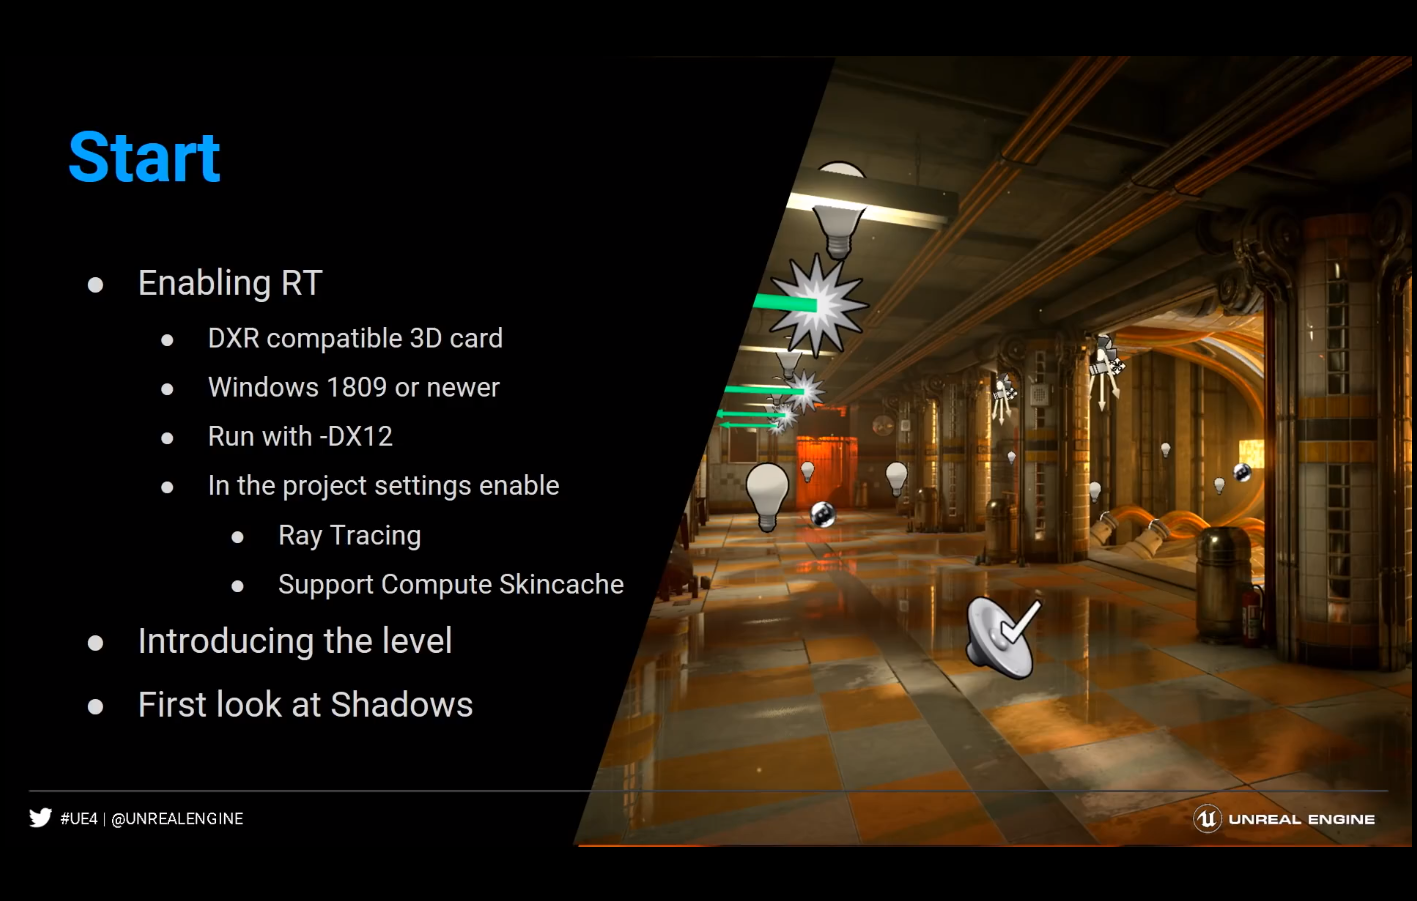 Start
● Enabling RT
● DXR compatible 3D card
● Windows 1809 or newer
● Run with -DX12
● In the project settings enable
● Ray Tracing
● Support Compute Skincache
● Introducing the level
● First look at Shadows
#UE4 | @UNREALENGINE
UNREAL ENGINE